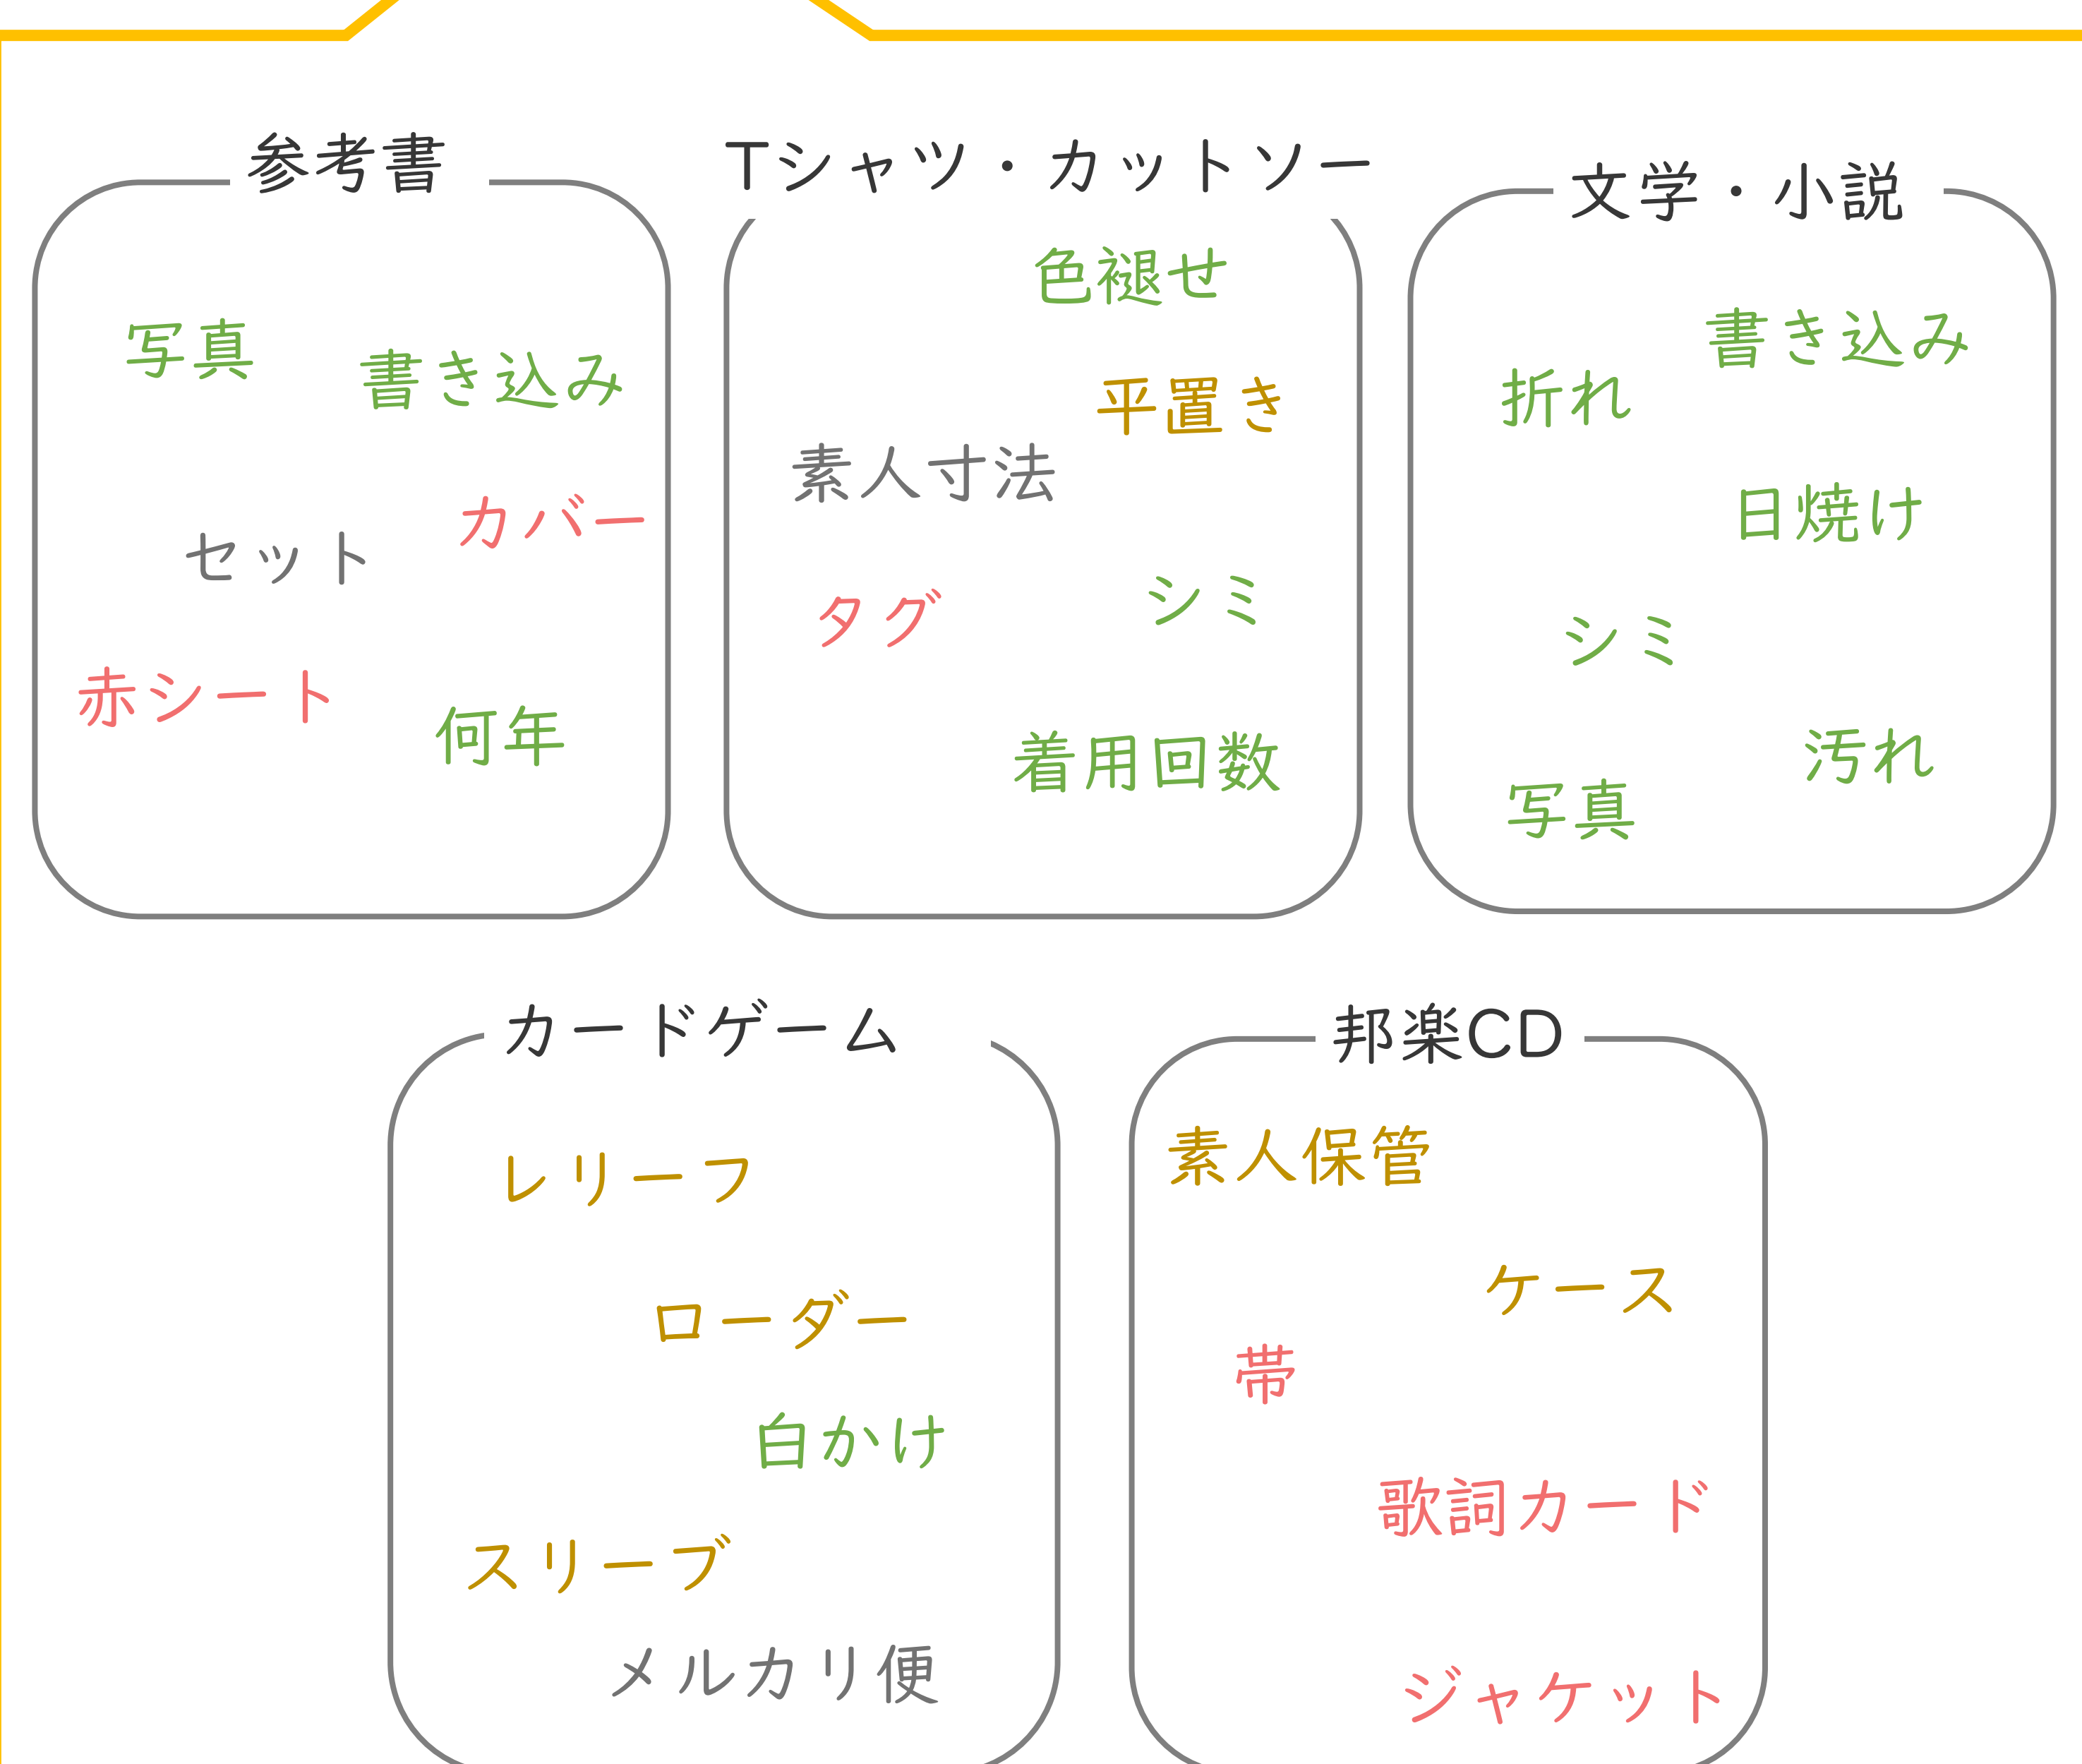 参考書
写真
書き込み
カバー
セット
赤シート
何年
Tシャツ・カットソー
色褪せ
平置き
素人寸法
シミ
タグ
着用回数
文学・小説
書き込み
折れ
日焼け
シミ
汚れ
写真
カードゲーム
レリーフ
ローダー
白かけ
スリーブ
メルカリ便
邦楽CD
素人保管
ケース
帯
歌詞カード
ジャケット